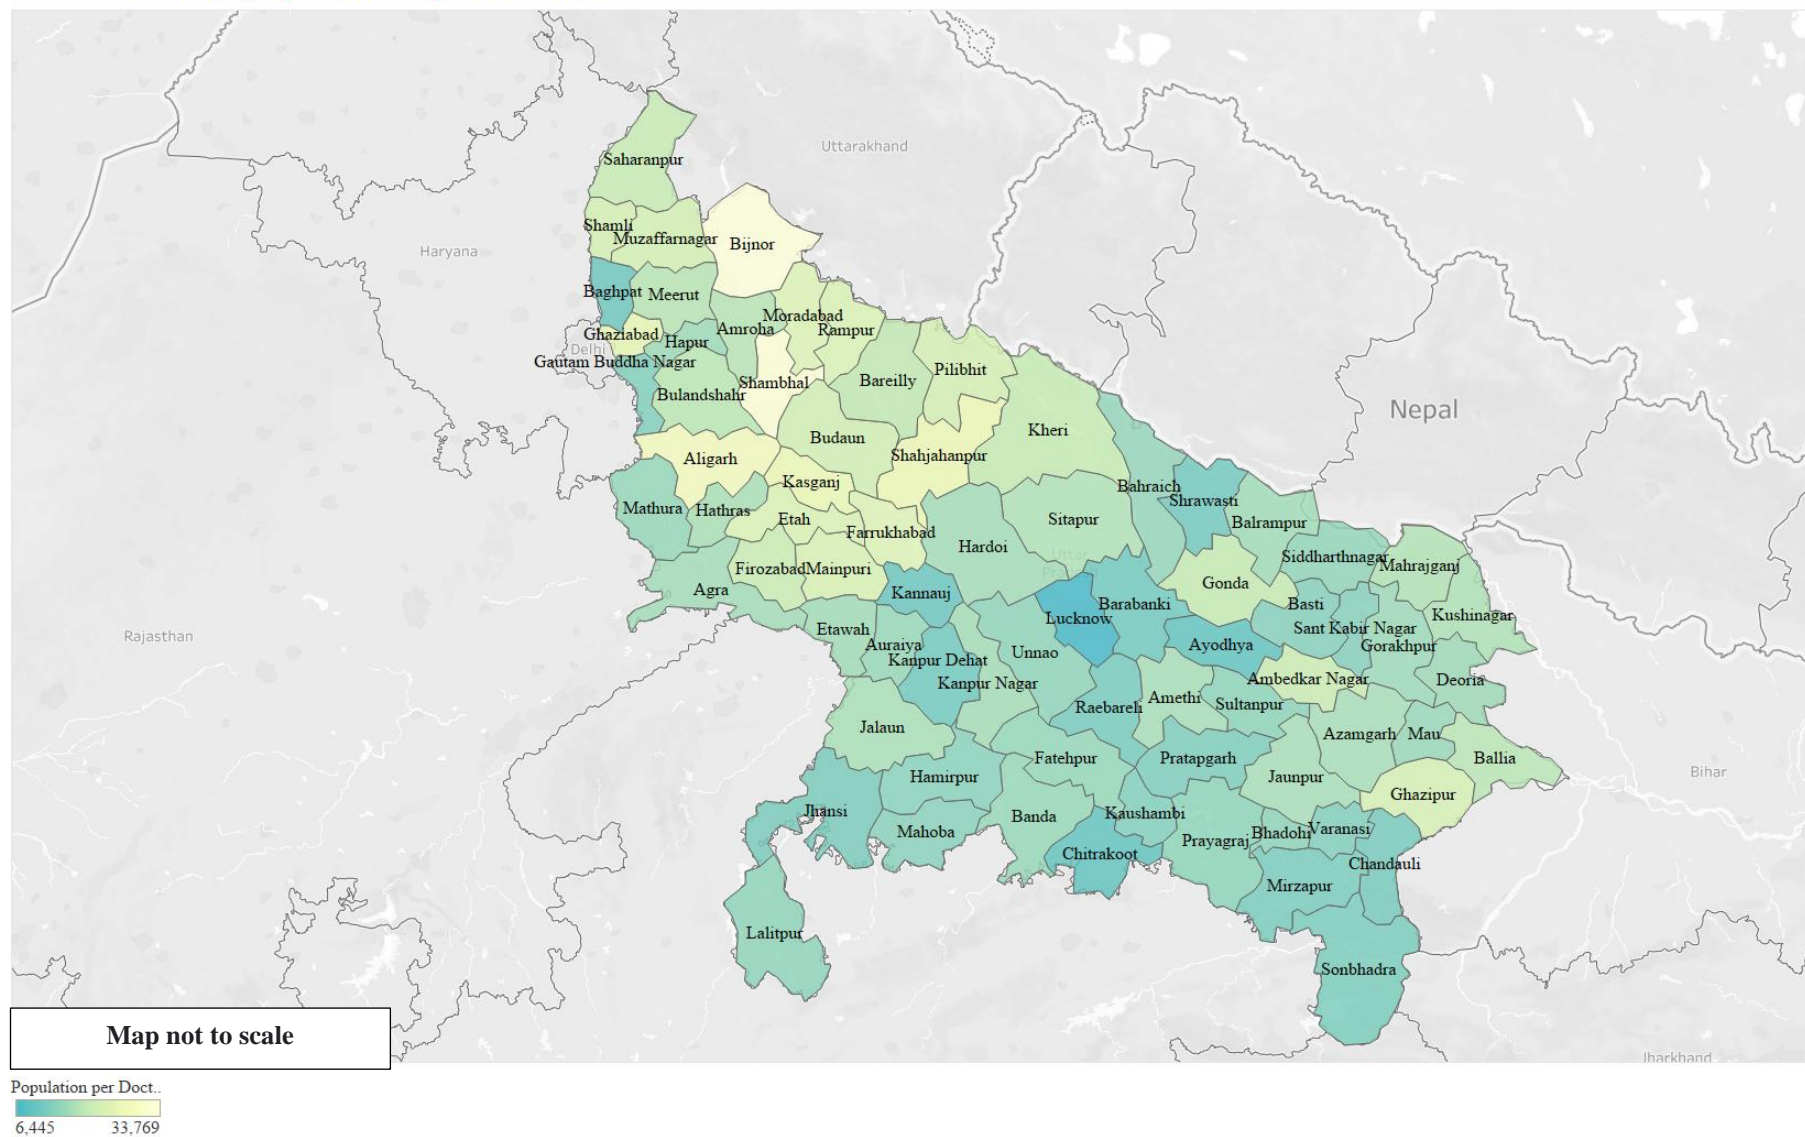 Uttarakhand
Saharanpur
Shamli
Muzaffarnagar
Haryana
Bijnor
Baghpat
Meerut
Moradabad
Amroha
Rampur
Ghaziabad
Hapur
Delhi
Gautam Buddha Nagar
Shambhal
Bareilly
Pilibhit
Bulandshahr
Nepal
Budaun
Kheri
Aligarh
Shahjahanpur
Kasganj
Bahraich
Shrawasti
Mathura
Hathras
Etah
Sitapur
Balrampur
Farrukhabad
Hardoi
Uttar
Siddharthnagar
Mahrajganj
Firozabad
Mainpuri
Gonda
Agra
Kannauj
Barabanki
Basti
Lucknow
Kushinagar
Rajasthan
Etawah
Sant Kabir Nagar
Auraiya
Unnao
Ayodhya
Gorakhpur
Kanpur Dehat
Ambedkar Nagar
Deoria
Kanpur Nagar
Amethi
Raebareli
Sultanpur
Jalaun
Azamgarh
Mau
Fatehpur
Pratapgarh
Ballia
Bihar
Hamirpur
Jaunpur
Ghazipur
Jhansi
Banda
Kaushambi
Mahoba
Prayagraj
Bhadohi
Varanasi
Chitrakoot
Chandauli
Mirzapur
Lalitpur
Sonbhadra
Map not to scale
Jharkhand
Population per Doct..
6,445 33,769